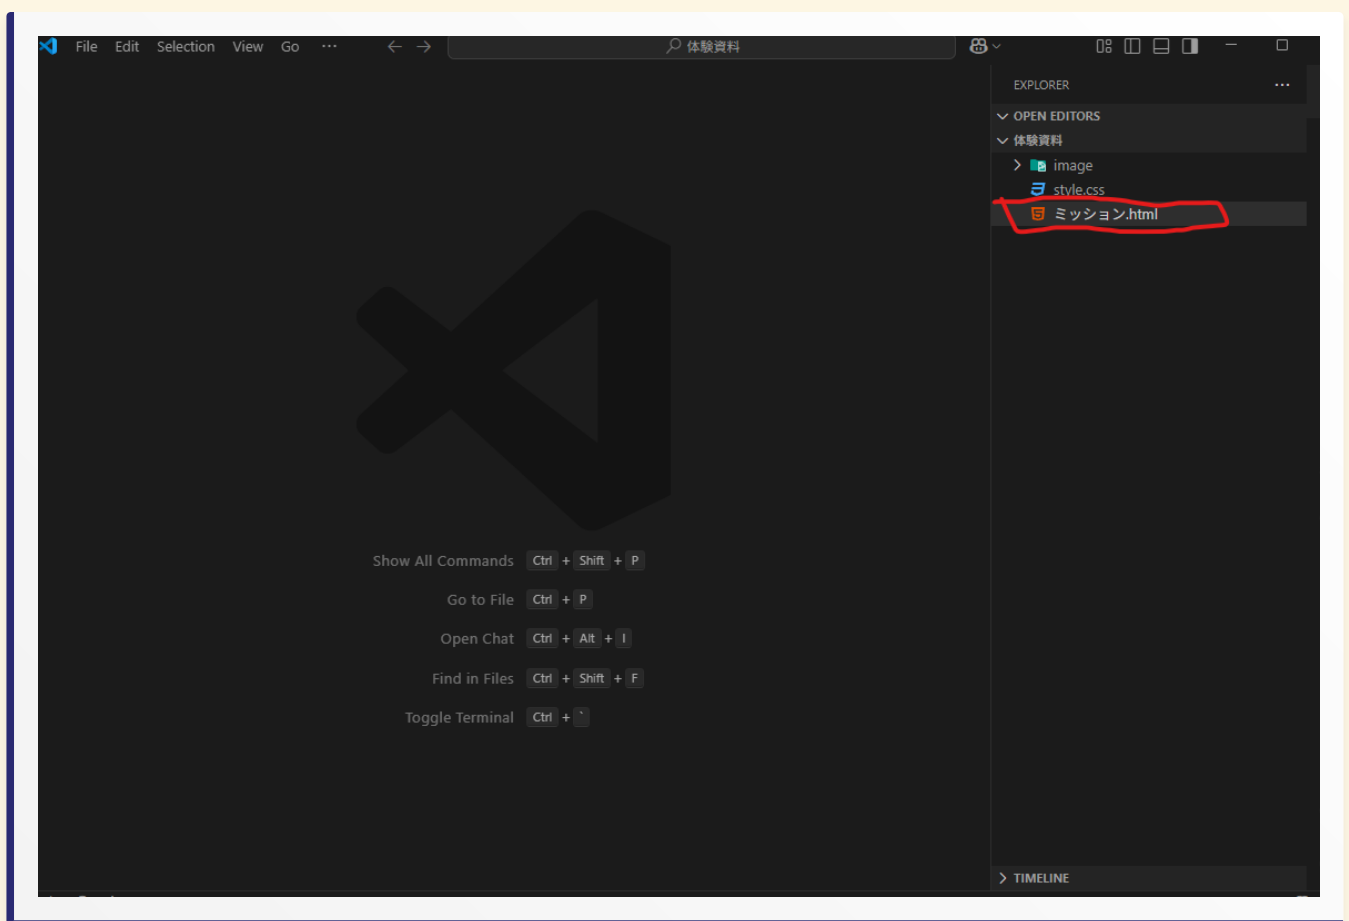 File Edit Selection View Go ··· ← → 体験資料
EXPLORER ···
OPEN EDITORS
体験資料
image
style.css
ミッション.html
Show All Commands Ctrl + Shift + P
Go to File Ctrl + P
Open Chat Ctrl + Alt + I
Find in Files Ctrl + Shift + F
Toggle Terminal Ctrl + `
TIMELINE